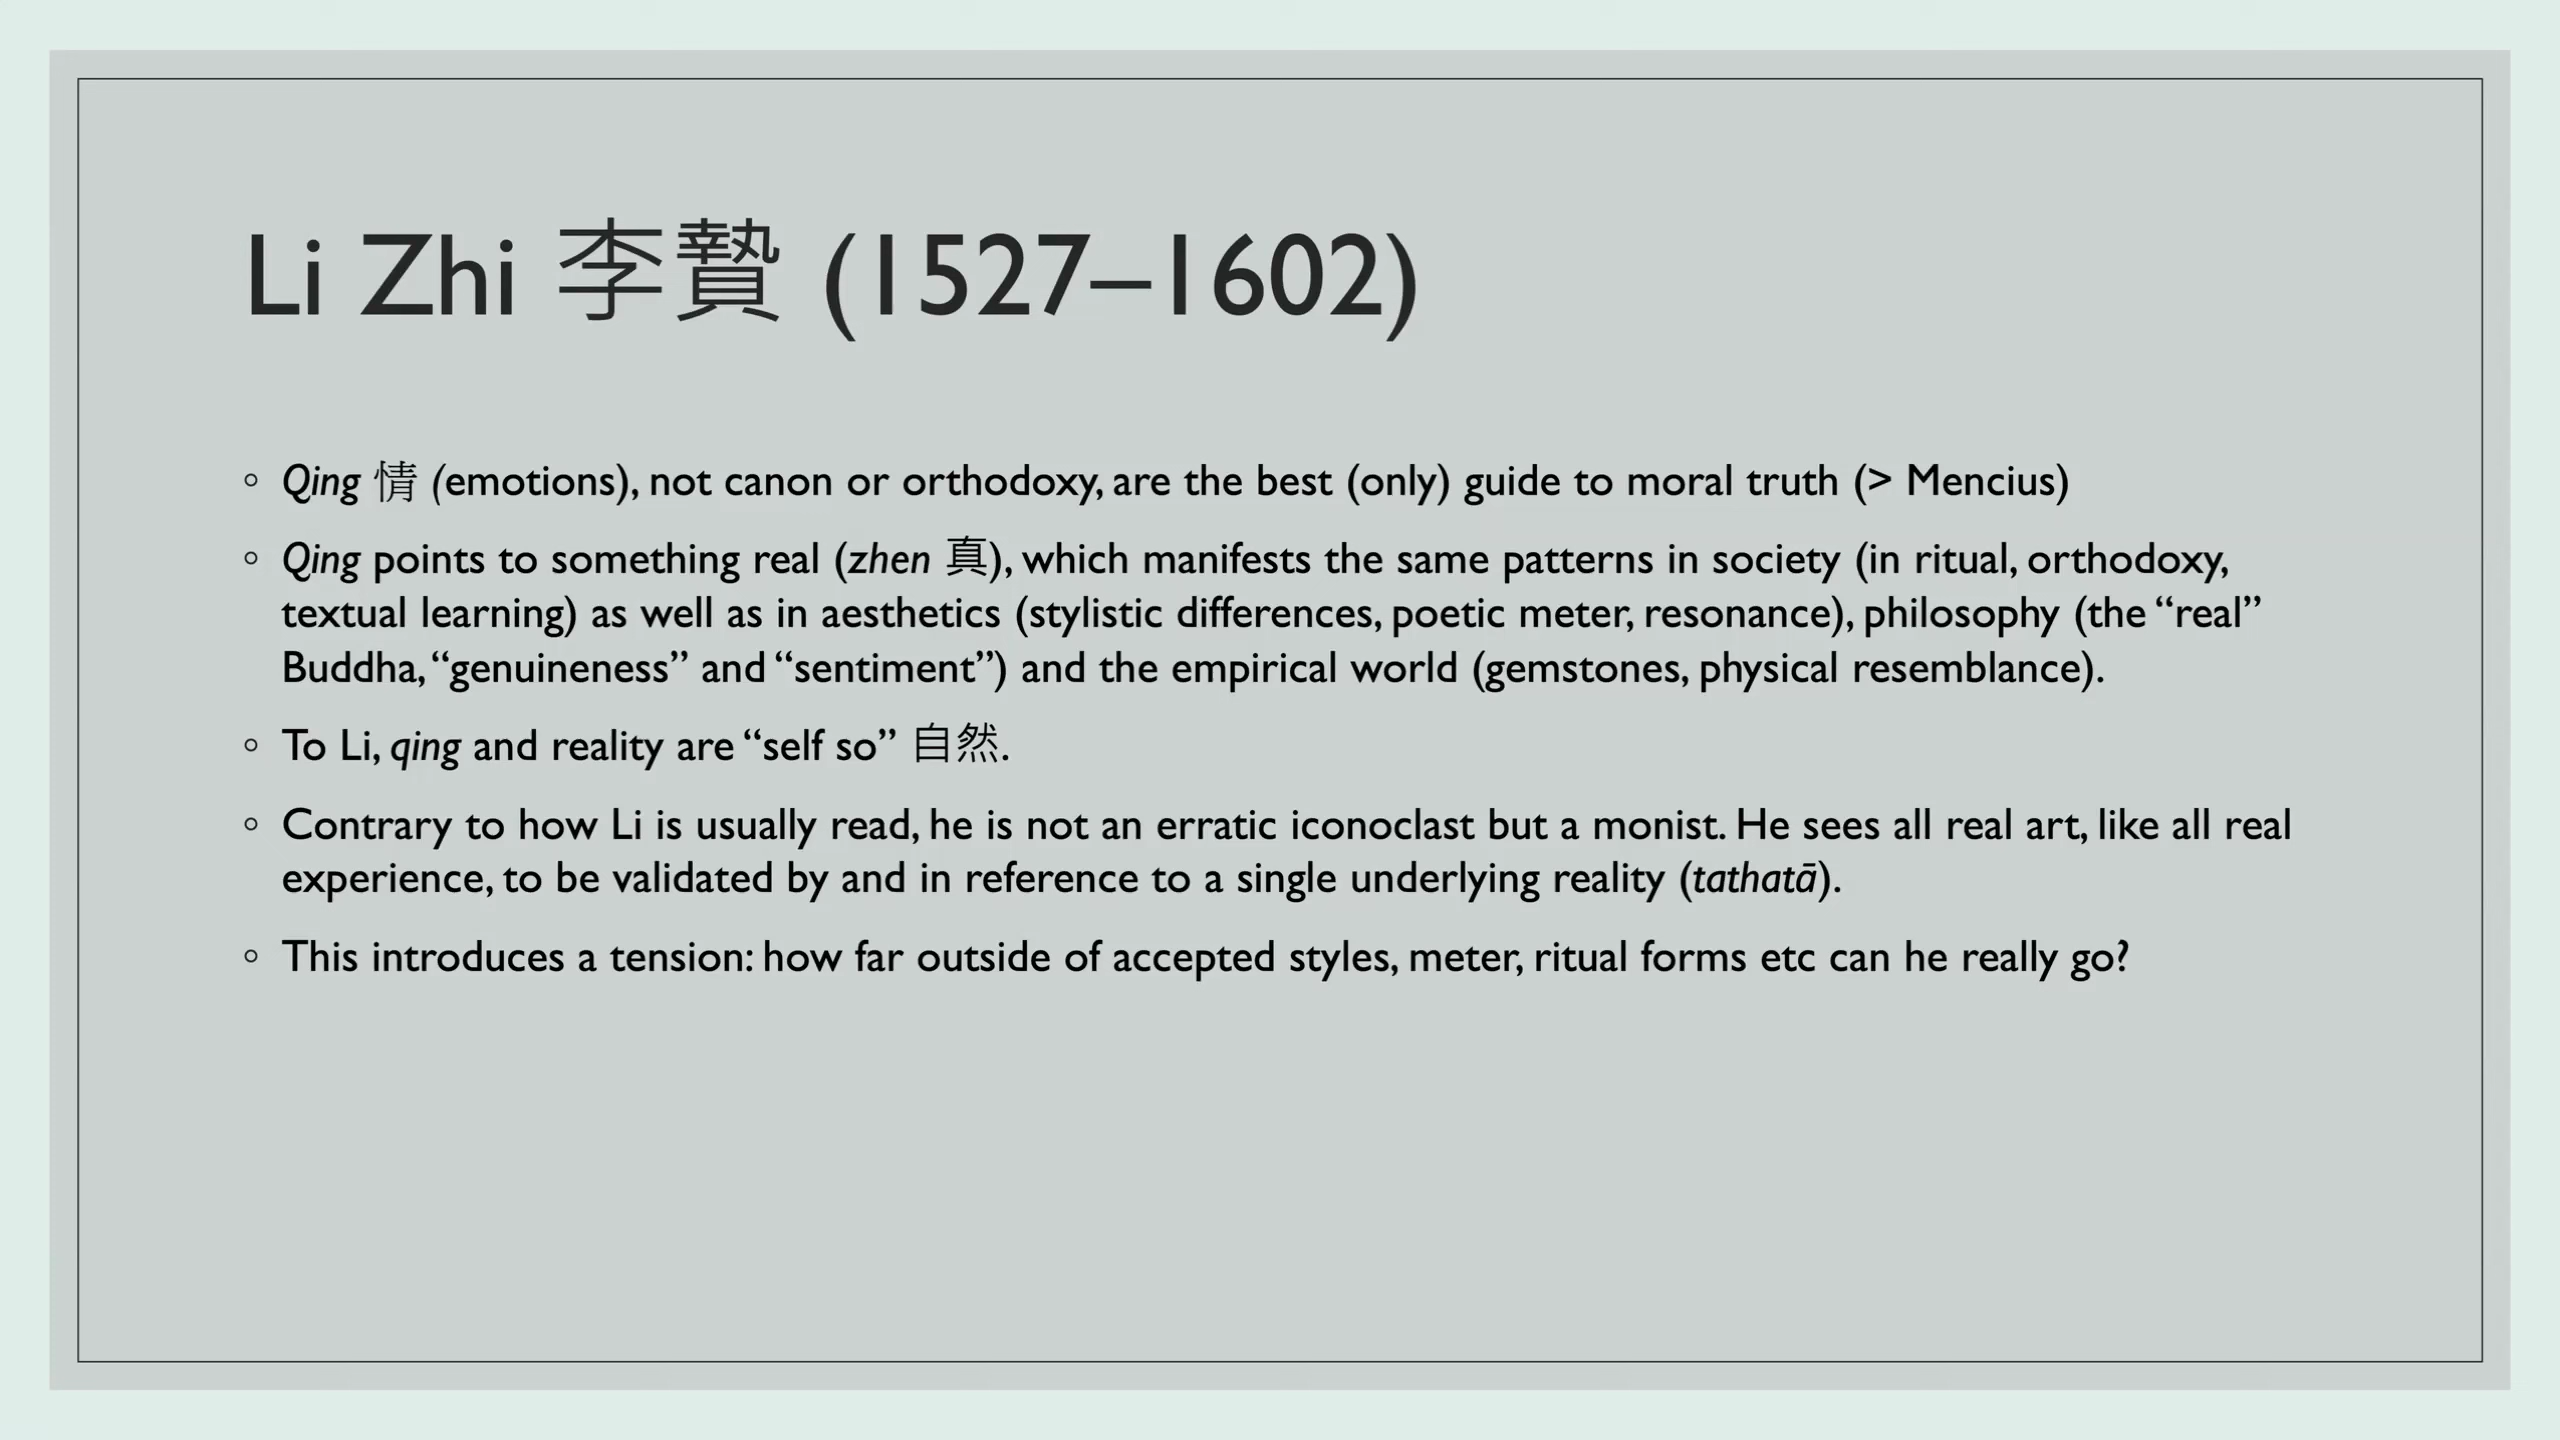 Li Zhi 李贄 (1527–1602)
◦ Qing 情 (emotions), not canon or orthodoxy, are the best (only) guide to moral truth (> Mencius)
◦ Qing points to something real (zhen 真), which manifests the same patterns in society (in ritual, orthodoxy,
textual learning) as well as in aesthetics (stylistic differences, poetic meter, resonance), philosophy (the “real”
Buddha, “genuineness” and “sentiment”) and the empirical world (gemstones, physical resemblance).
◦ To Li, qing and reality are “self so” 自然.
◦ Contrary to how Li is usually read, he is not an erratic iconoclast but a monist. He sees all real art, like all real
experience, to be validated by and in reference to a single underlying reality (tathatā).
◦ This introduces a tension: how far outside of accepted styles, meter, ritual forms etc can he really go?